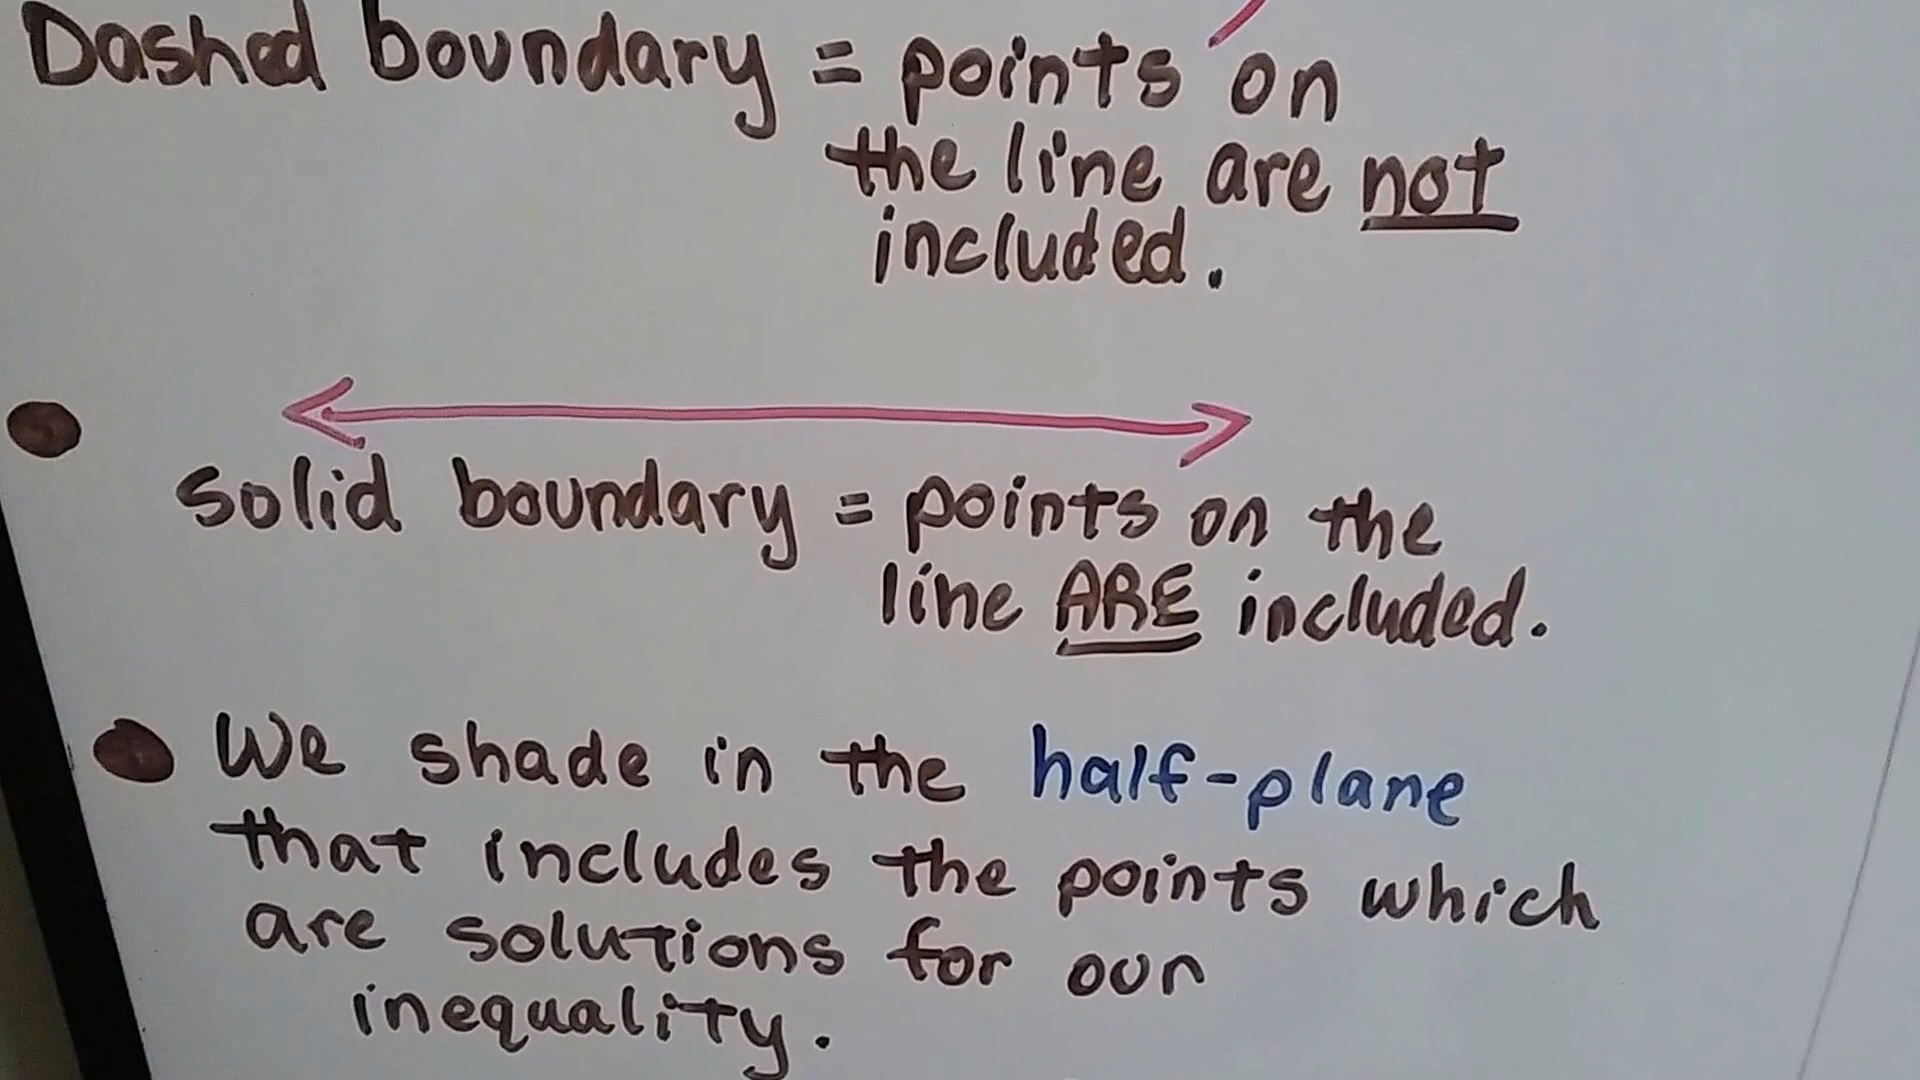 Dashed boundary = points on
the line are not
included.
solid boundary = points on the
line ARE included.
We shade in the half-plane
that includes the points which
are solutions for our
inequality.